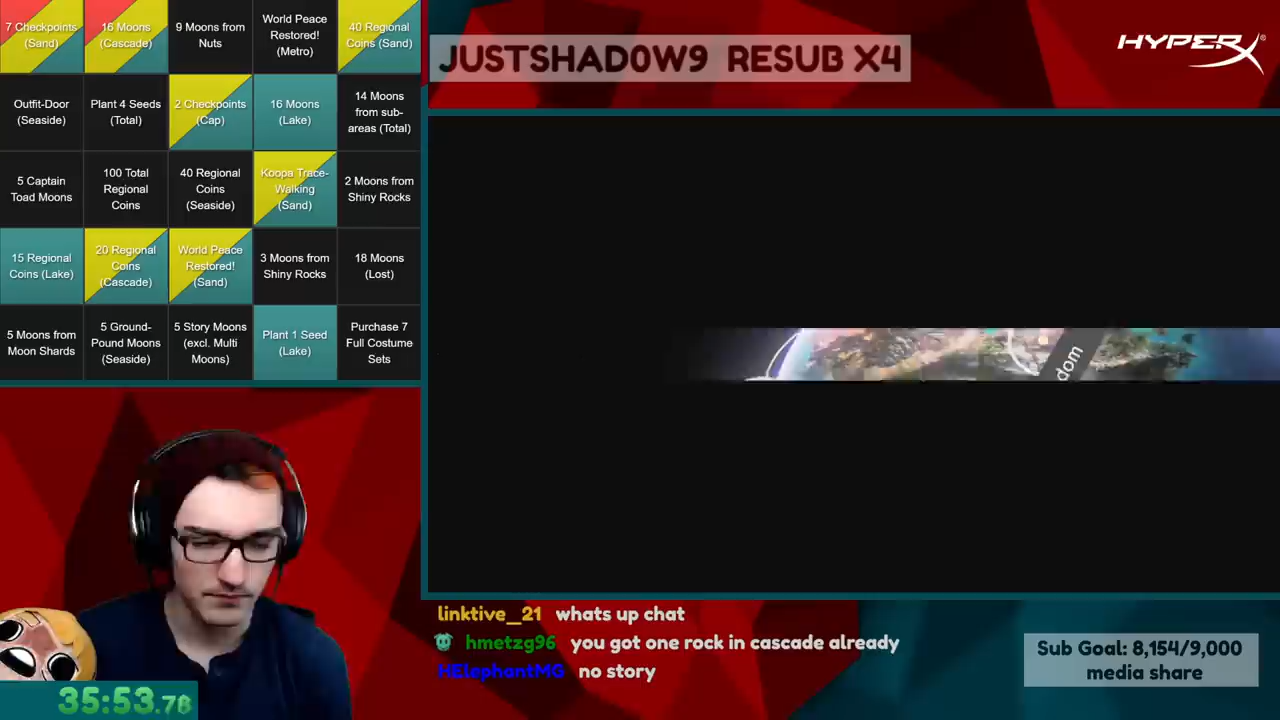 7 Checkpoints
(Sand)
16 Moons
(Cascade)
9 Moons from
Nuts
World Peace
Restored!
(Metro)
40 Regional
Coins (Sand)
Outfit-Door
(Seaside)
Plant 4 Seeds
(Total)
2 Checkpoints
(Cap)
16 Moons
(Lake)
14 Moons
from sub-
areas (Total)
5 Captain
Toad Moons
100 Total
Regional
Coins
40 Regional
Coins
(Seaside)
Koopa Trace-
Walking
(Sand)
2 Moons from
Shiny Rocks
15 Regional
Coins (Lake)
20 Regional
Coins
(Cascade)
World Peace
Restored!
(Sand)
3 Moons from
Shiny Rocks
18 Moons
(Lost)
5 Moons from
Moon Shards
5 Ground-
Pound Moons
(Seaside)
5 Story Moons
(excl. Multi
Moons)
Plant 1 Seed
(Lake)
Purchase 7
Full Costume
Sets
JUSTSHAD0W9 RESUB X4
HYPERX
dom
linktive_21 whats up chat
hmetzg96 you got one rock in cascade already
HElephantMG no story
Sub Goal: 8,154/9,000
media share
35:53.78